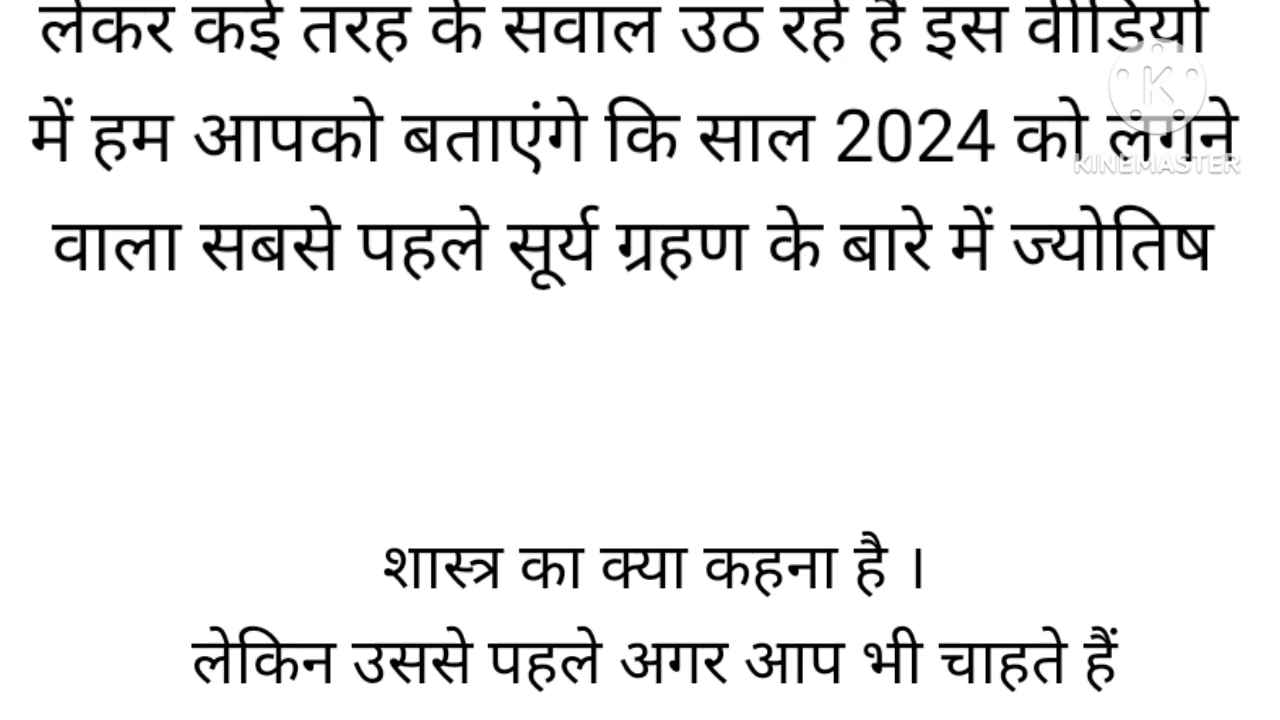 लेकर कई तरह के सवाल उठ रहे है इस वीडियो
में हम आपको बताएंगे कि साल 2024 को लगने
वाला सबसे पहले सूर्य ग्रहण के बारे में ज्योतिष
शास्त्र का क्या कहना है ।
लेकिन उससे पहले अगर आप भी चाहते हैं
K
KINEMASTER